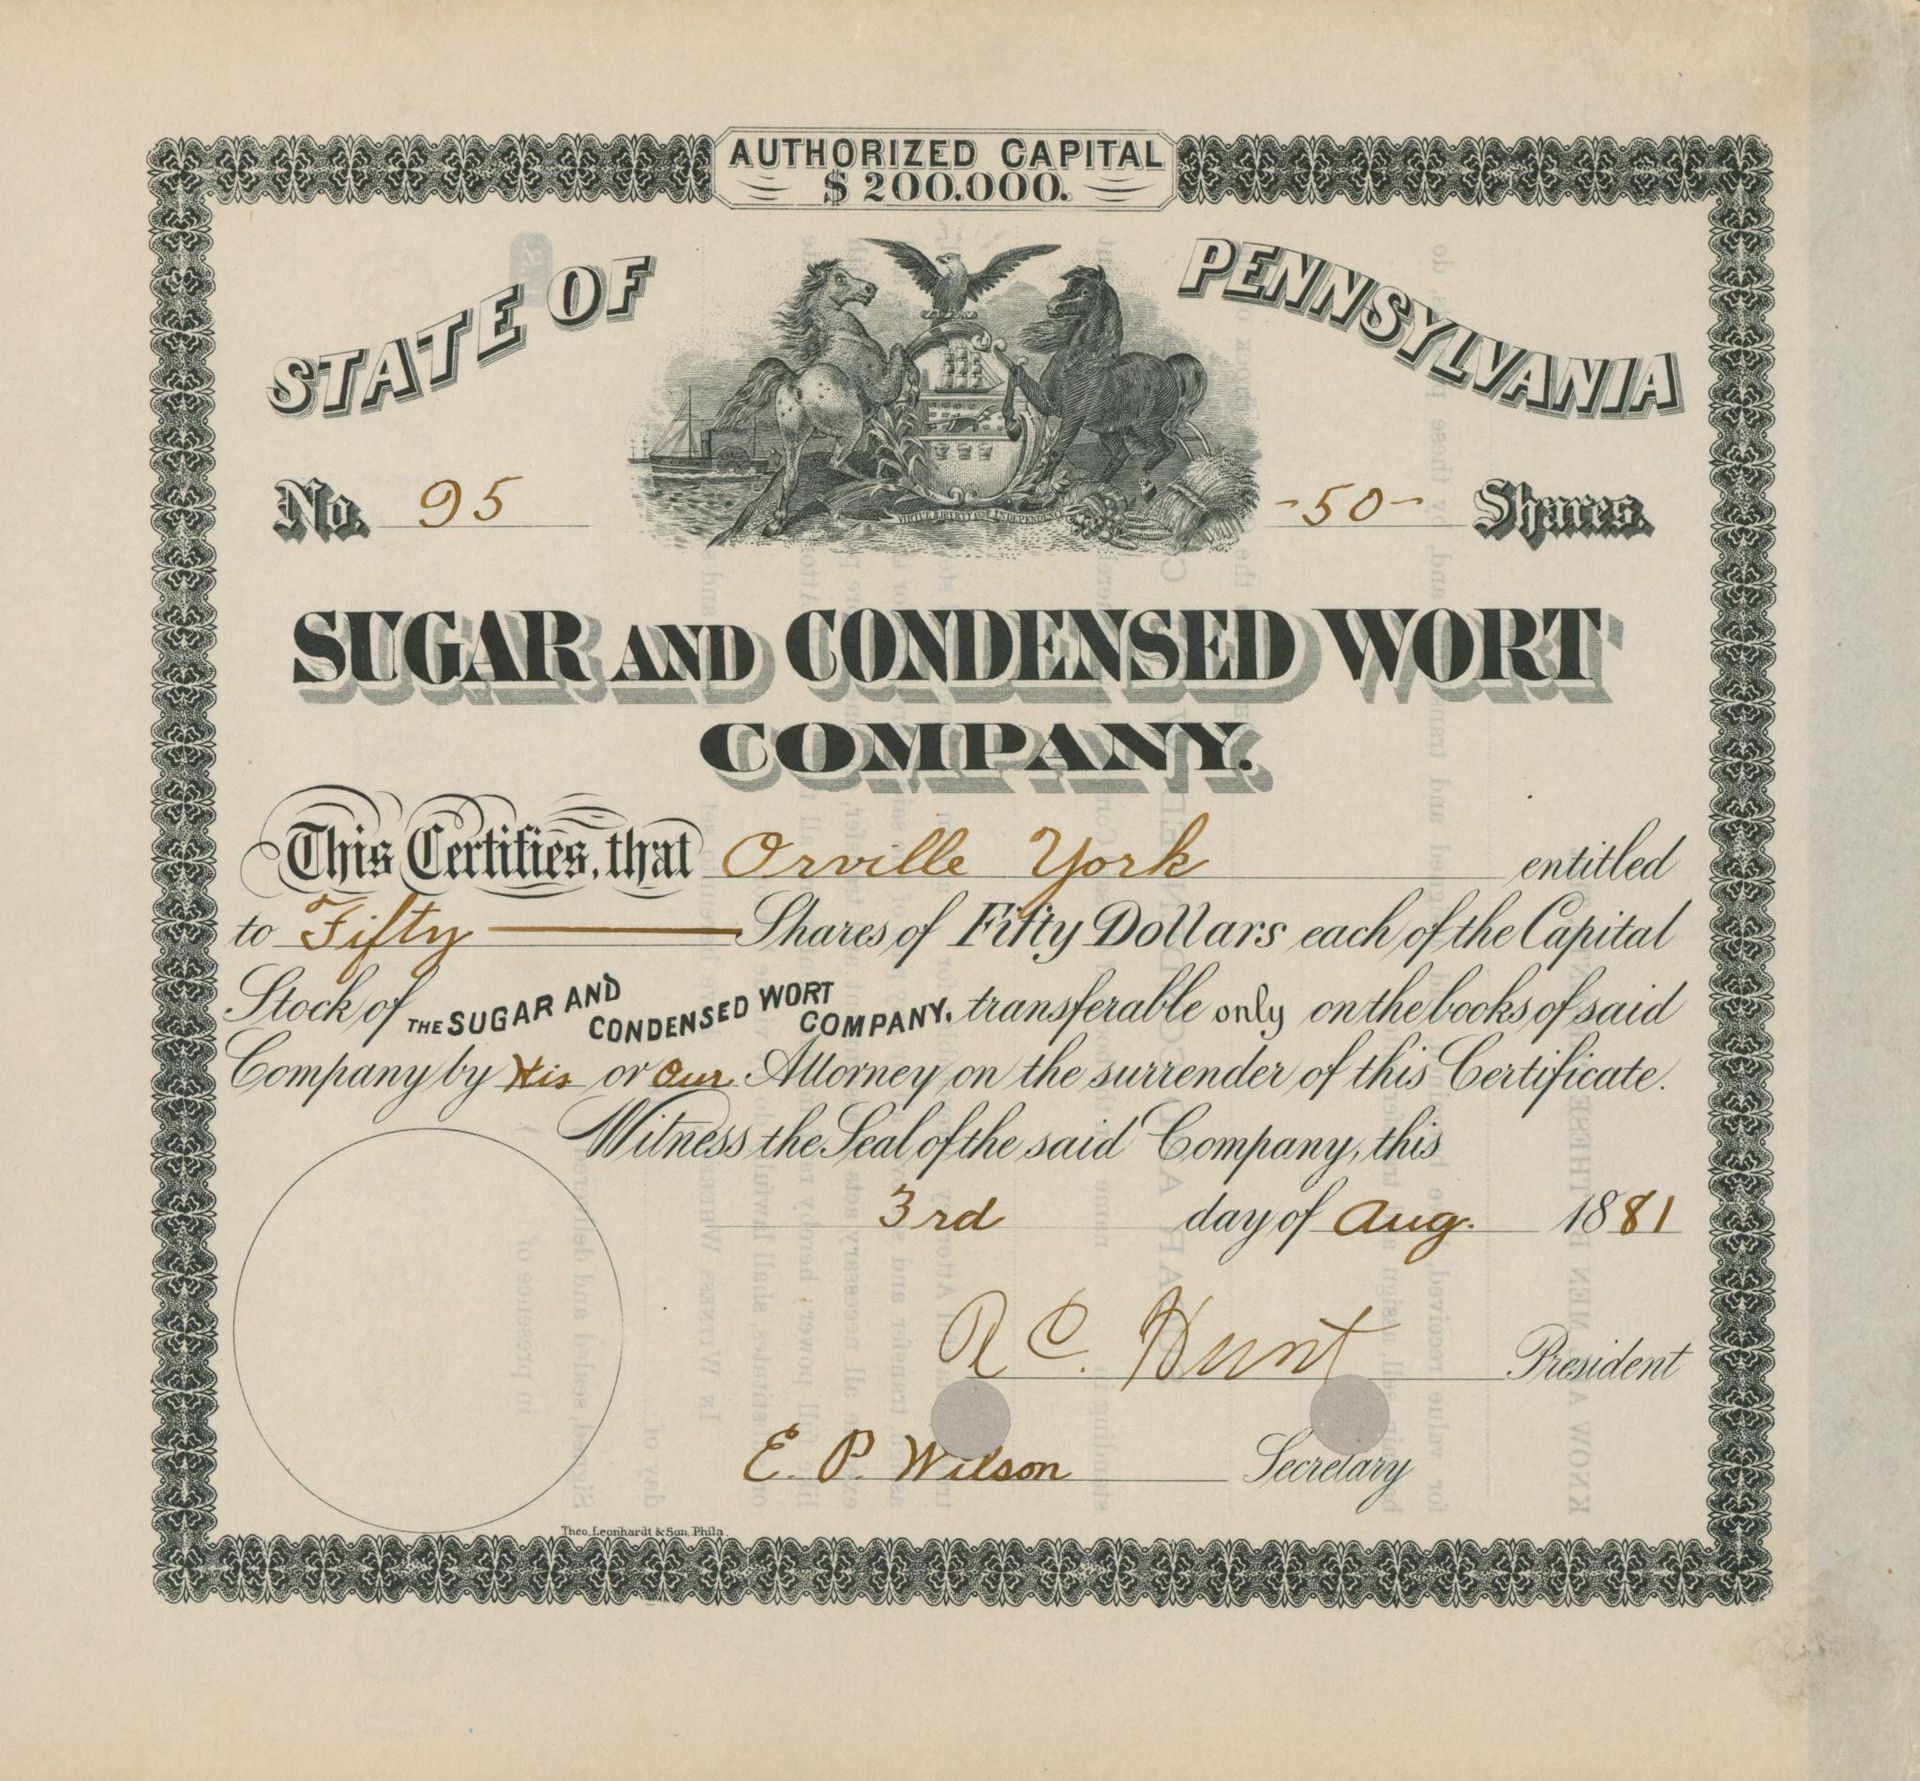 AUTHORIZED CAPITAL
$200.000.
STATE OF PENNSYLVANIA
No. 95 -50- Shares.
VIRTUE LIBERTY AND INDEPENDENCE
SUGAR AND CONDENSED WORT
COMPANY.
This Certifies, that Orville York entitled
to Fifty Shares of Fifty Dollars each of the Capital
Stock of THE SUGAR AND CONDENSED WORT COMPANY, transferable only on the books of said
Company by His or Our Attorney on the surrender of this Certificate.
Witness the Seal of the said Company, this
3rd day of Aug. 1881
R C. Hunt President
E. P. Wilson Secretary
Theo. Leonhardt & Son, Phila.